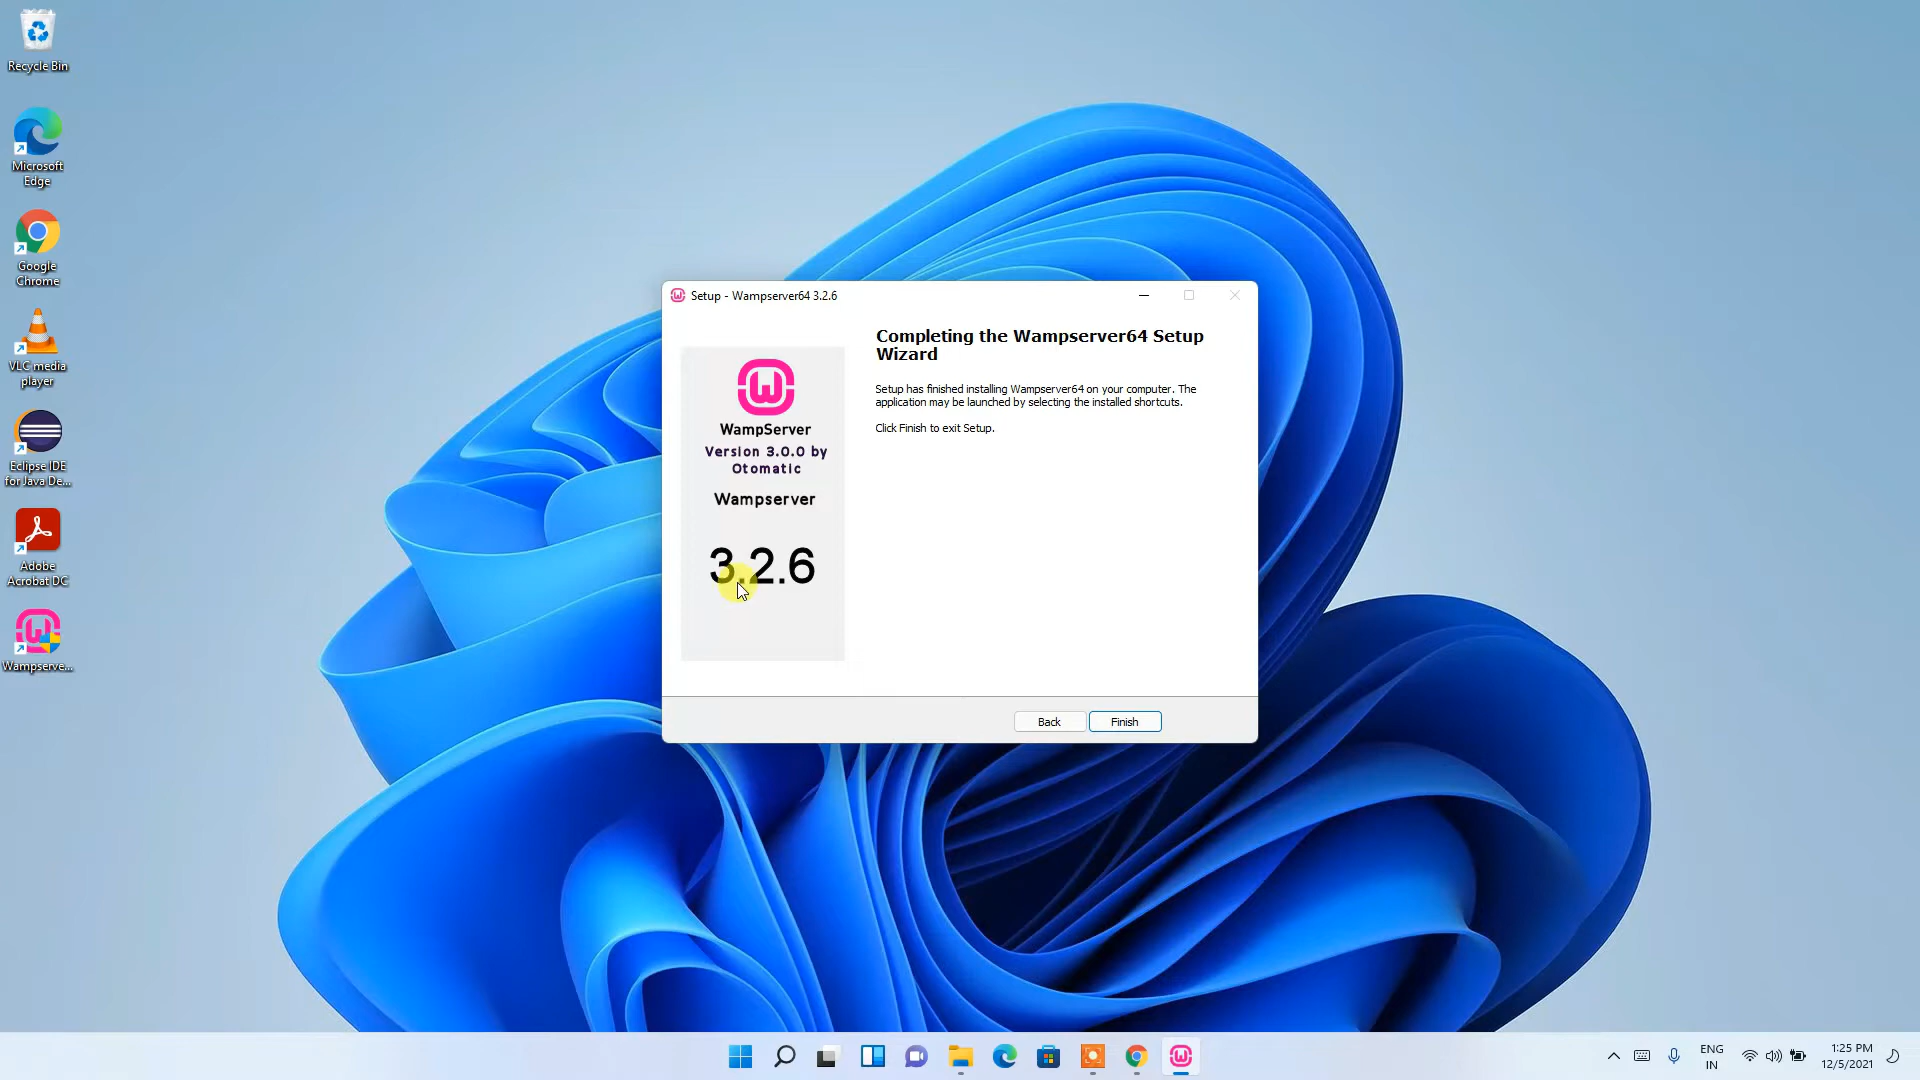 Recycle Bin
Microsoft
Edge
Google
Chrome
VLC media
player
Eclipse IDE
for Java De...
Adobe
Acrobat DC
Wampserve...
Setup - Wampserver64 3.2.6
WampServer
Version 3.0.0 by
Otomatic
Wampserver
3.2.6
Completing the Wampserver64 Setup
Wizard
Setup has finished installing Wampserver64 on your computer. The
application may be launched by selecting the installed shortcuts.
Click Finish to exit Setup.
Back
Finish
ENG
IN
1:25 PM
12/5/2021